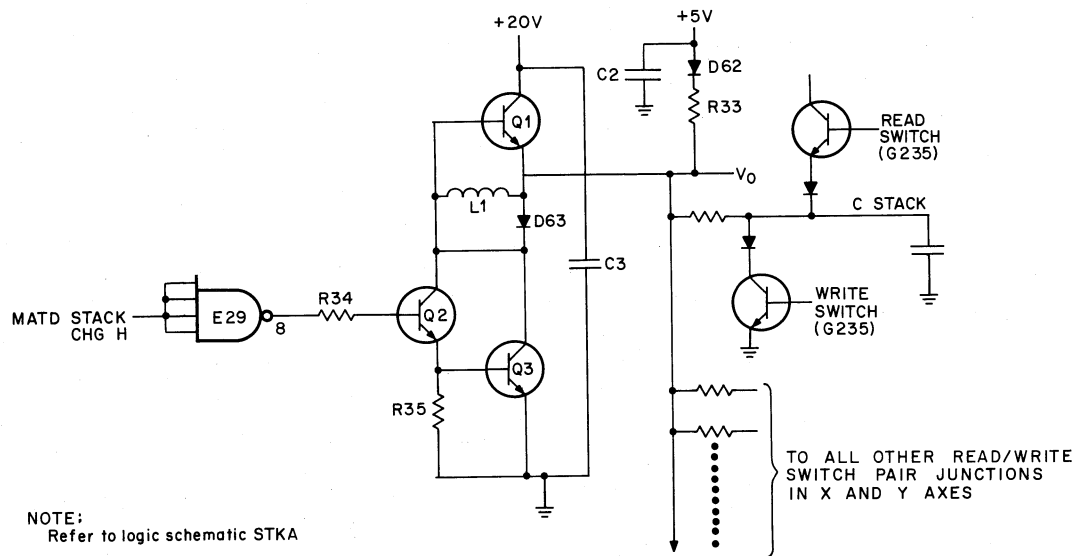 +20V
+5V
C2
D62
R33
Q1
READ
SWITCH
(G235)
V0
L1
D63
C STACK
C3
MATD STACK
CHG H
E29
8
R34
Q2
WRITE
SWITCH
(G235)
Q3
R35
TO ALL OTHER READ/WRITE
SWITCH PAIR JUNCTIONS
IN X AND Y AXES
NOTE:
Refer to logic schematic STKA